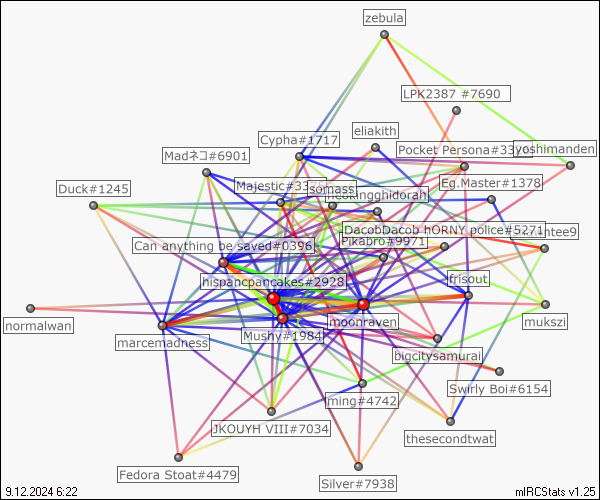 zebula
LPK2387 #7690
eliakith
Cypha#1717
Pocket Persona#33
yoshimanden
Madネコ#6901
Eg.Master#1378
Duck#1245
Majestic#33
somass
ghidorah
DacobDacob hORNY police#5271
ntee9
Can anything be saved#0396
Pikabro#9971
hispancpancakes#2928
frisout
normalwan
moonraven
mukszi
marcemadness
Mushy#1984
bigcitysamurai
Swirly Boi#6154
ming#4742
JKOUYH VIII#7034
thesecondtwat
Fedora Stoat#4479
Silver#7938
9.12.2024 6:22
mIRCStats v1.25